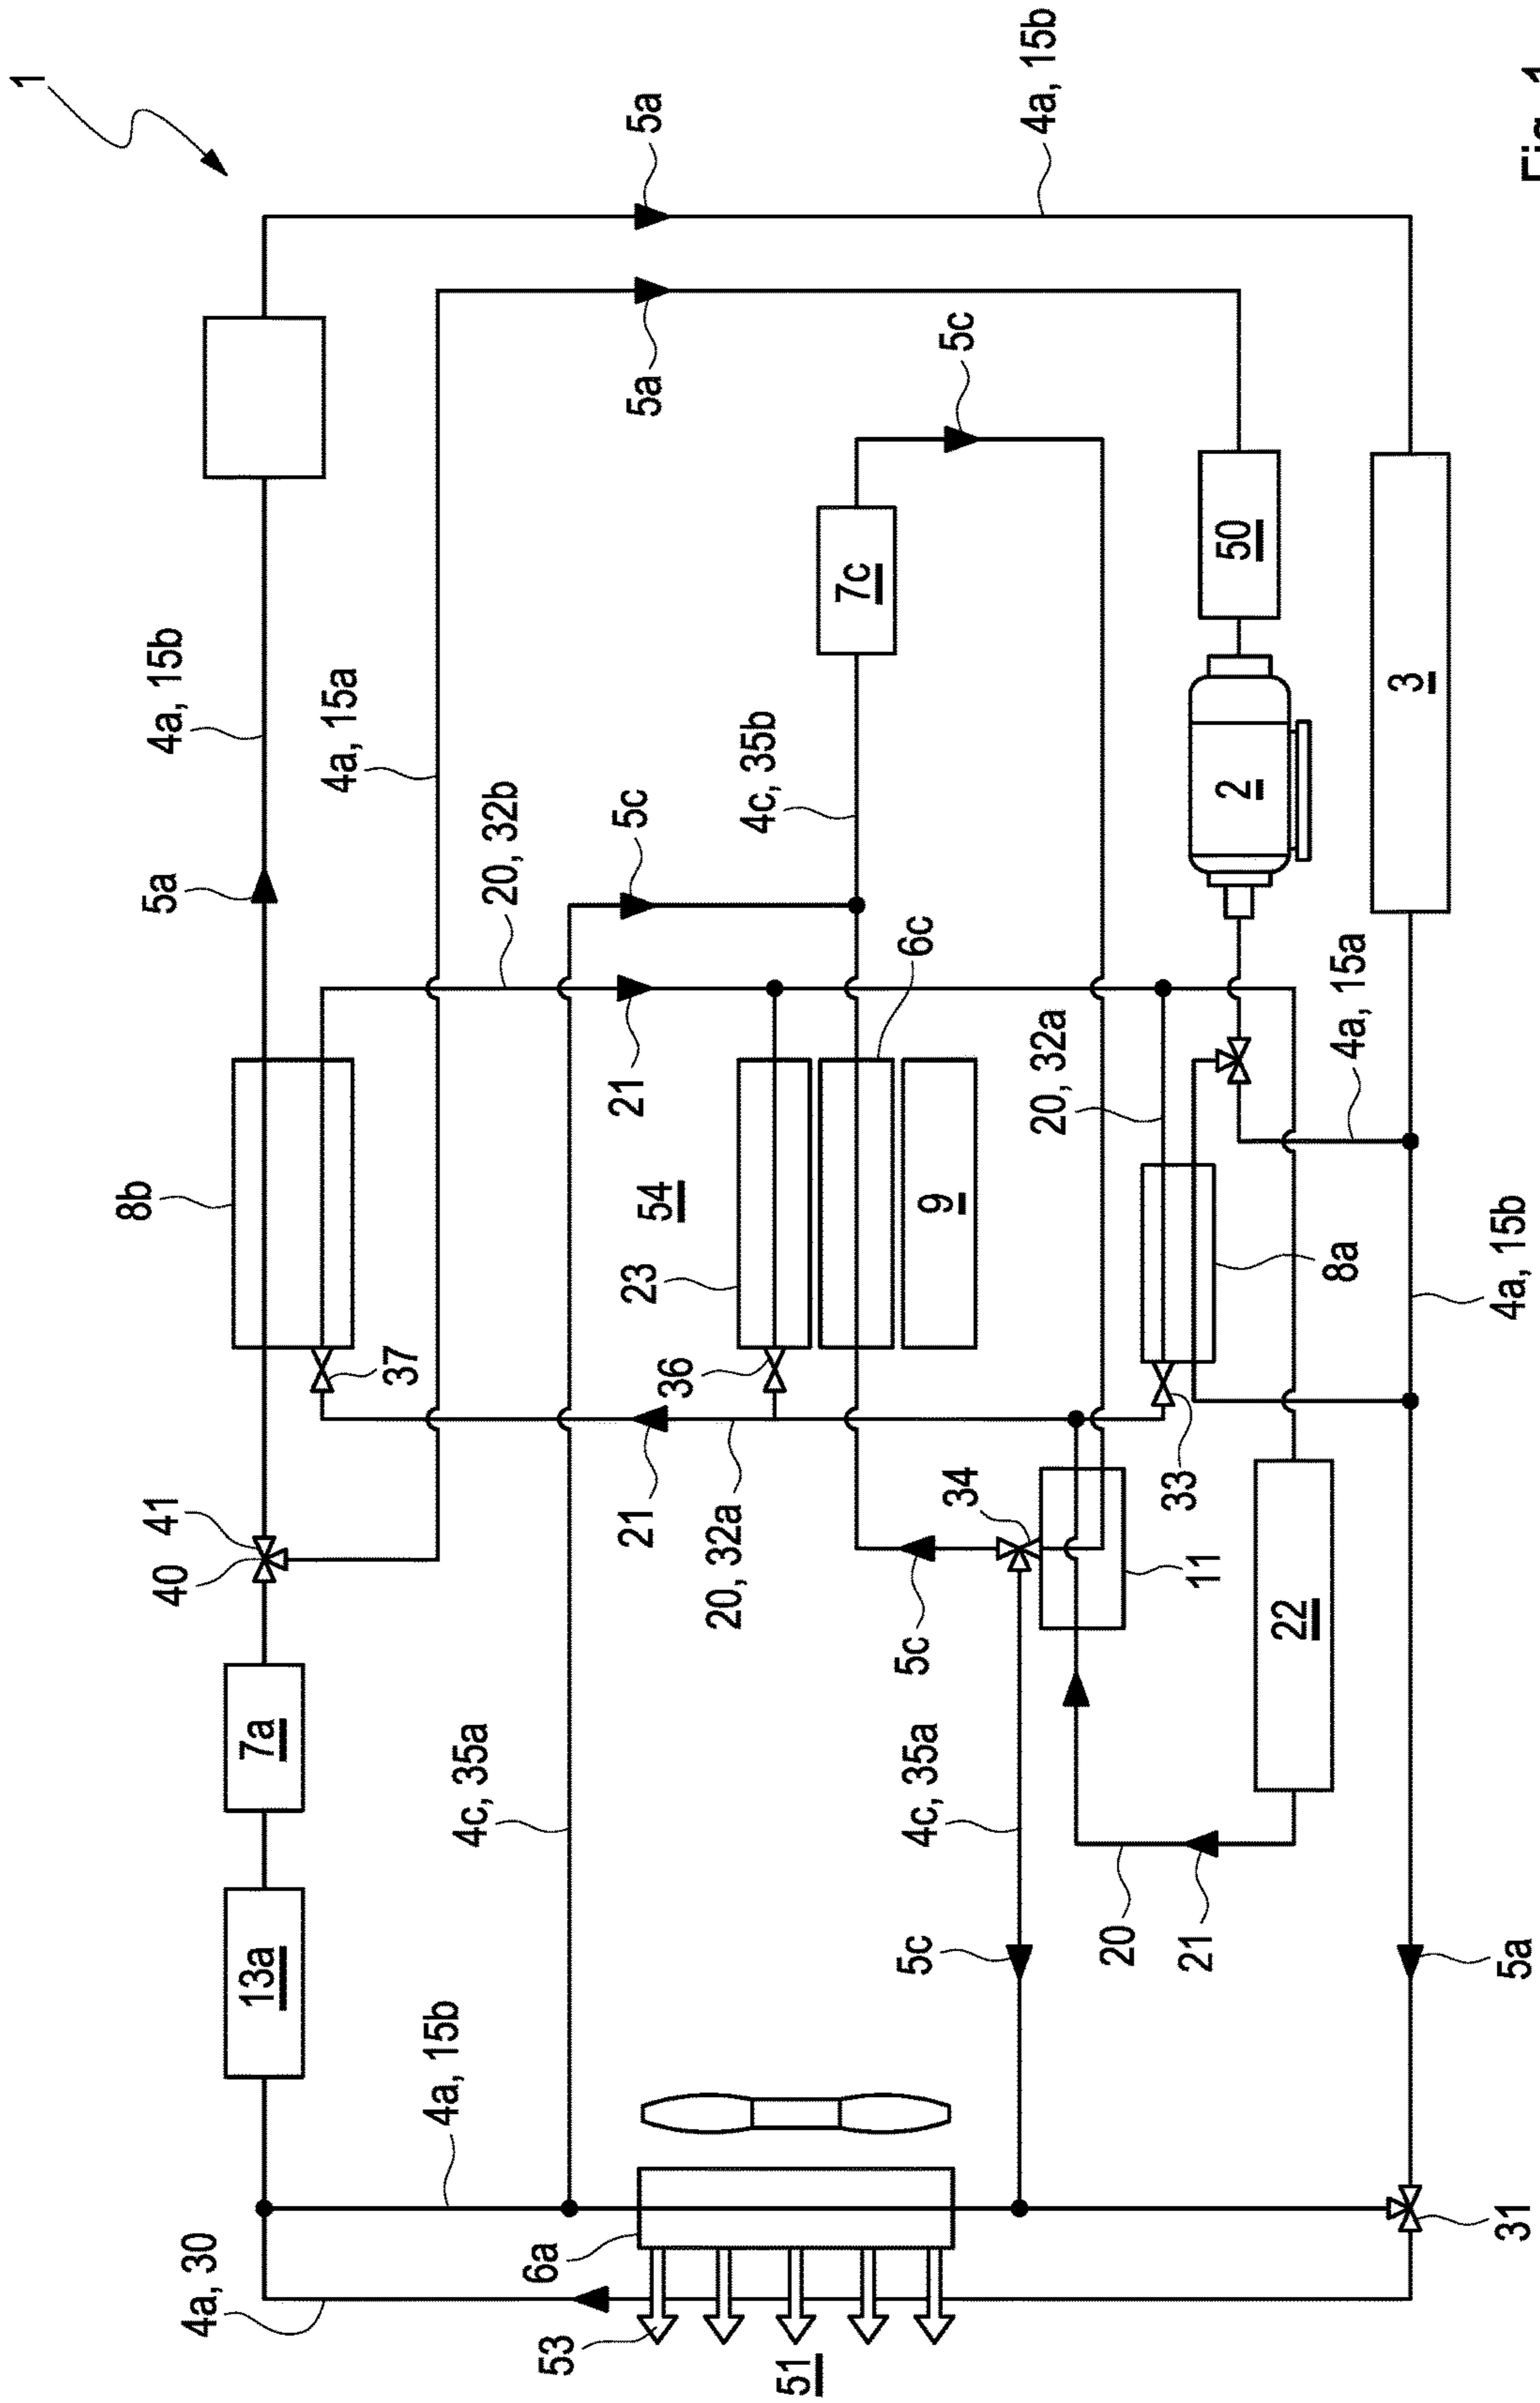 1
5a
4a, 15b
4a, 15b
4a, 15a
5a
5a
5c
20, 32b
5c
4c, 35b
7c
50
3
2
6c
8b
21
54
23
9
20, 32a
4a, 15a
4a, 15b
8a
37
36
33
41
40
21
20, 32a
34
5c
11
22
7a
13a
4c, 35a
4c, 35a
5c
20
21
5a
4a, 15b
4a, 30
6a
53
51
31